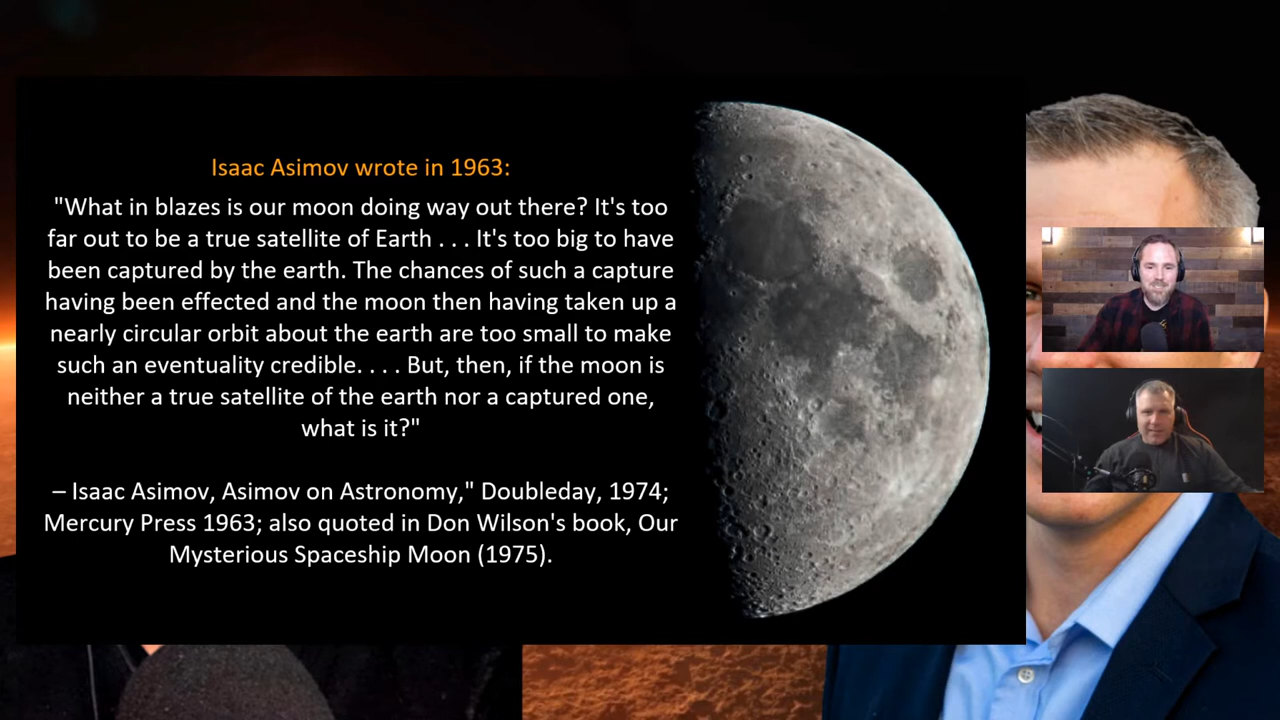 Isaac Asimov wrote in 1963:
"What in blazes is our moon doing way out there? It's too
far out to be a true satellite of Earth . . . It's too big to have
been captured by the earth. The chances of such a capture
having been effected and the moon then having taken up a
nearly circular orbit about the earth are too small to make
such an eventuality credible. . . . But, then, if the moon is
neither a true satellite of the earth nor a captured one,
what is it?"
– Isaac Asimov, Asimov on Astronomy," Doubleday, 1974;
Mercury Press 1963; also quoted in Don Wilson's book, Our
Mysterious Spaceship Moon (1975).